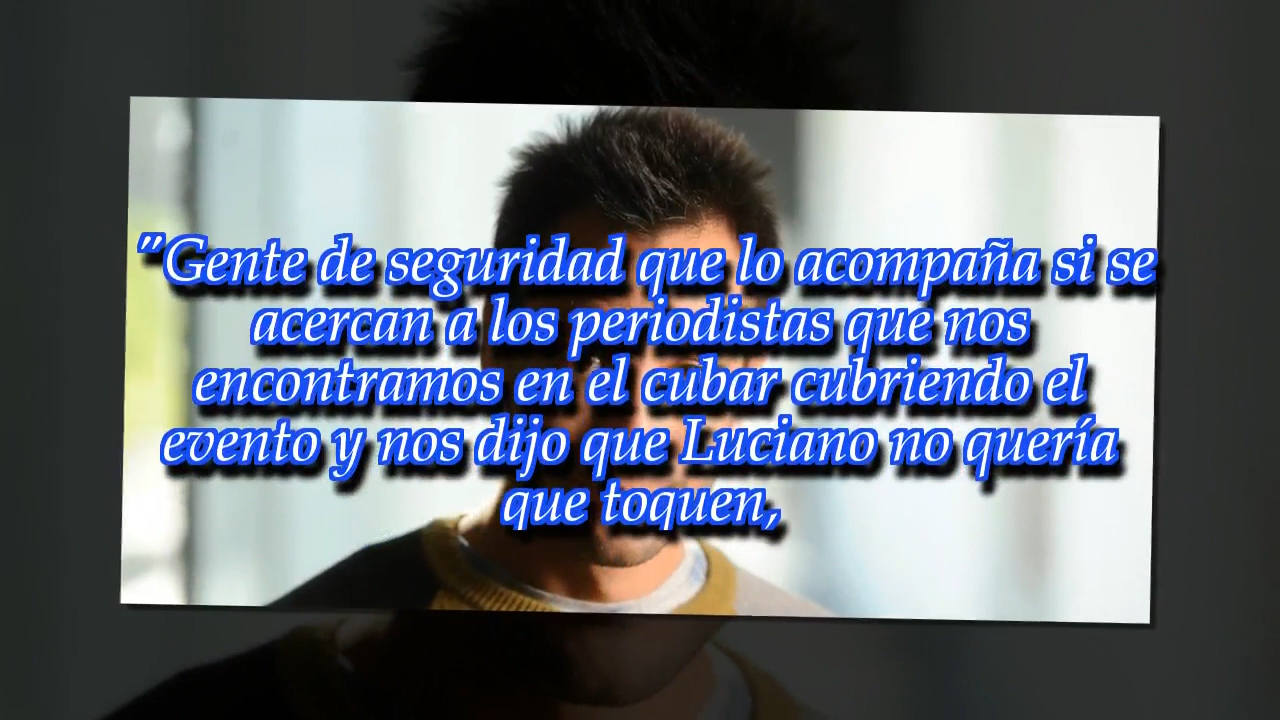 "Gente de seguridad que lo acompaña si se
acercan a los periodistas que nos
encontramos en el cubar cubriendo el
evento y nos dijo que Luciano no quería
que toquen,